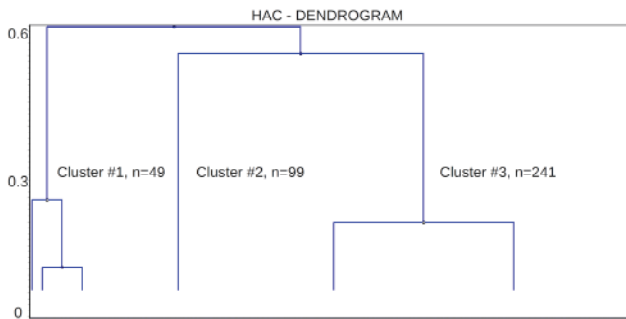 HAC - DENDROGRAM
0.6
Cluster #1, n=49
Cluster #2, n=99
Cluster #3, n=241
0.3
0